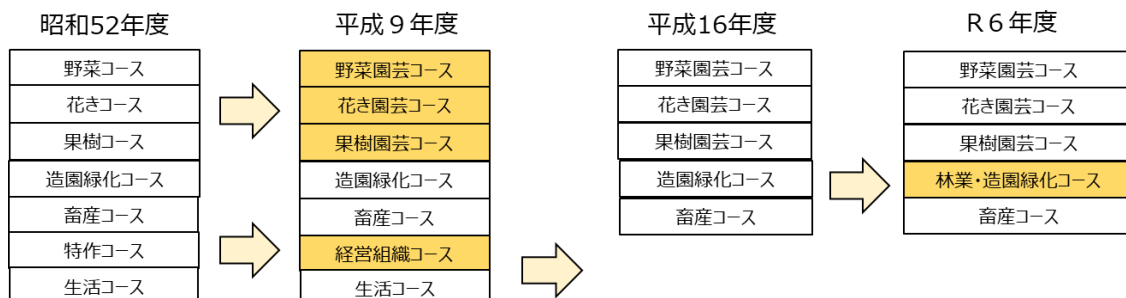 昭和52年度
野菜コース
花きコース
果樹コース
造園緑化コース
畜産コース
特作コース
生活コース
平成９年度
野菜園芸コース
花き園芸コース
果樹園芸コース
造園緑化コース
畜産コース
経営組織コース
生活コース
平成16年度
野菜園芸コース
花き園芸コース
果樹園芸コース
造園緑化コース
畜産コース
R６年度
野菜園芸コース
花き園芸コース
果樹園芸コース
林業・造園緑化コース
畜産コース